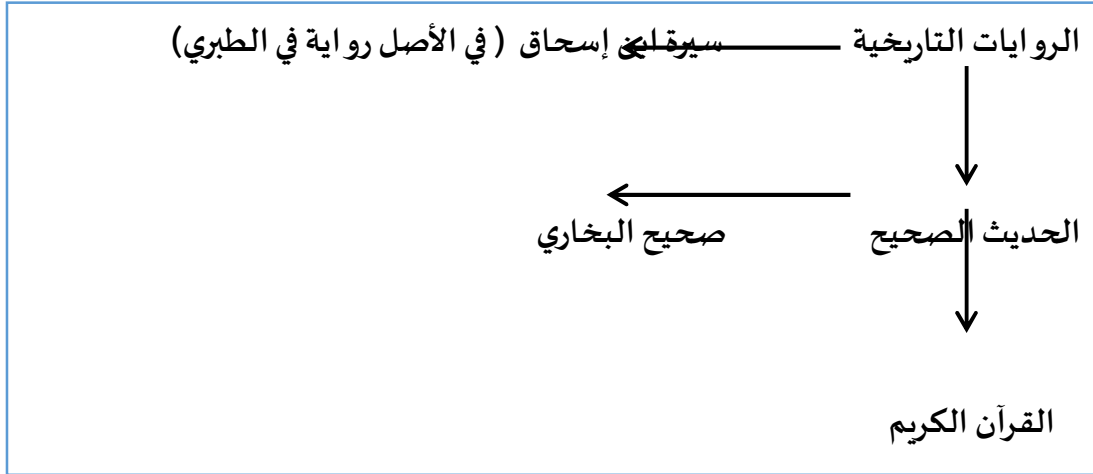 الروايات التاريخية سيرة ابن إسحاق ( في الأصل رواية في الطبري)
الحديث الصحيح صحيح البخاري
القرآن الكريم